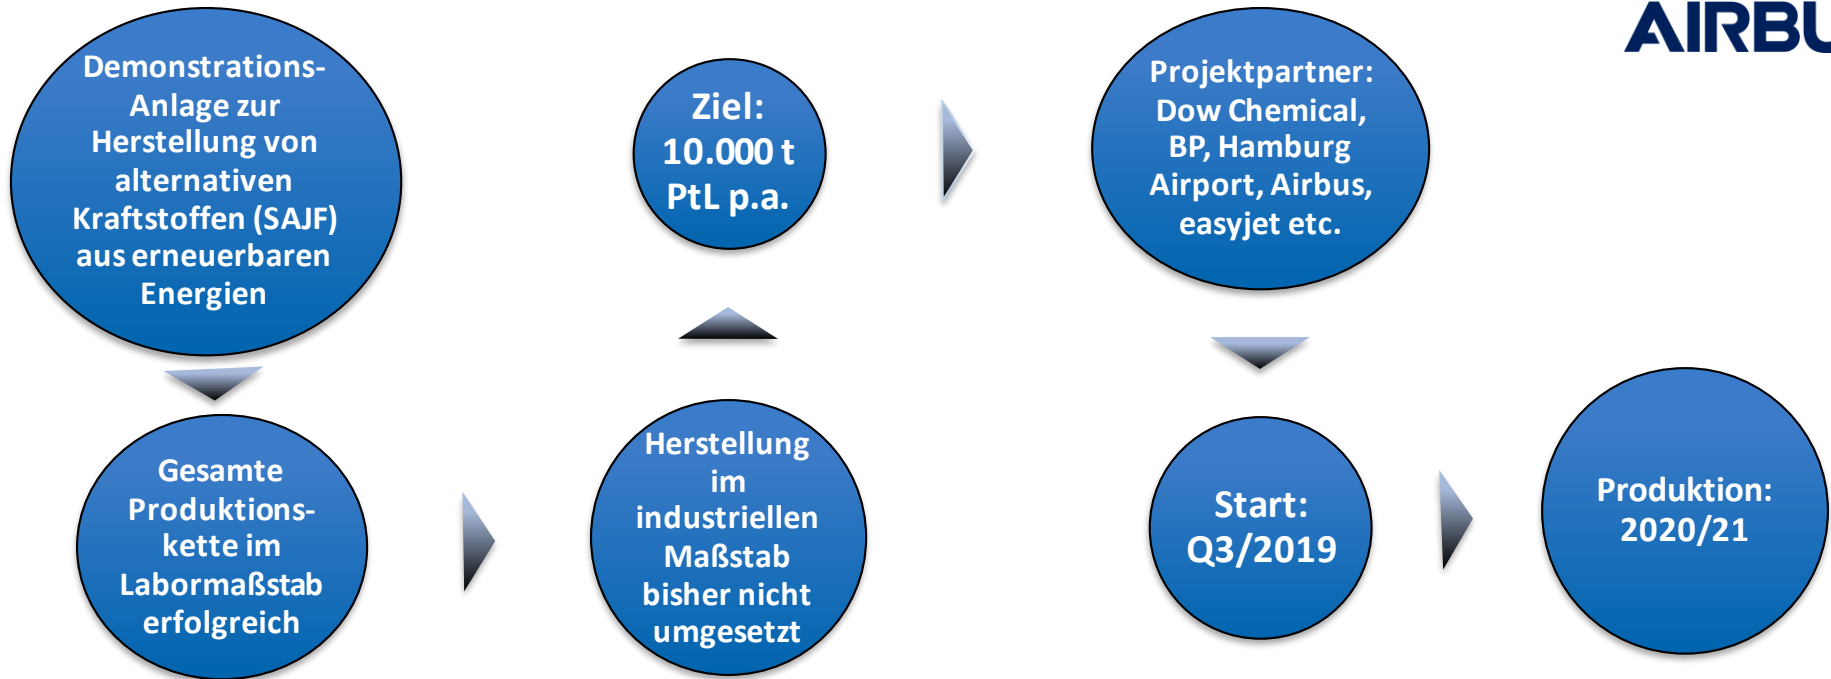 Demonstrations-
Anlage zur
Herstellung von
alternativen
Kraftstoffen (SAJF)
aus erneuerbaren
Energien
Gesamte
Produktions-
kette im
Labormaßstab
erfolgreich
Herstellung
im
industriellen
Maßstab
bisher nicht
umgesetzt
Ziel:
10.000 t
PtL p.a.
Projektpartner:
Dow Chemical,
BP, Hamburg
Airport, Airbus,
easyjet etc.
Start:
Q3/2019
Produktion:
2020/21
AIRBU